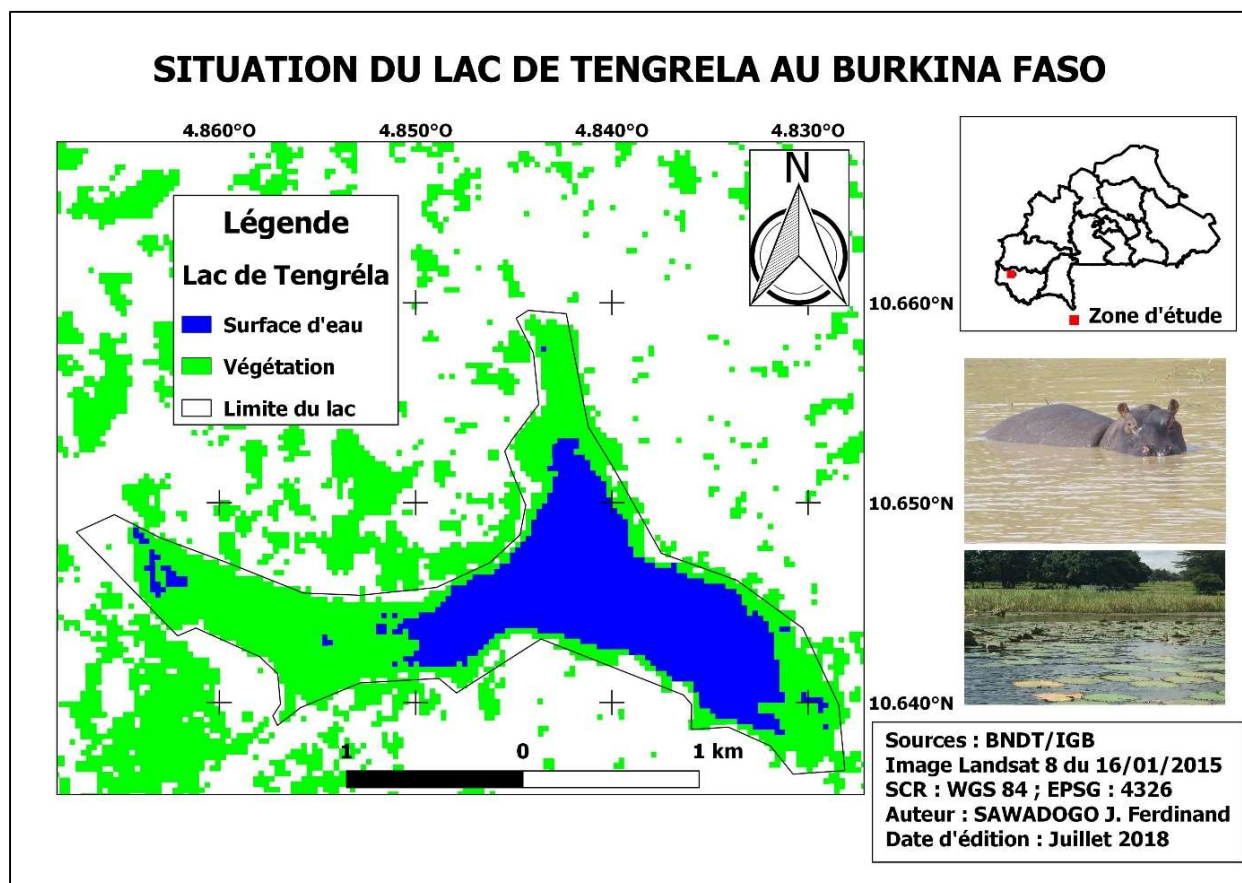 SITUATION DU LAC DE TENGRELA AU BURKINA FASO
4.860°O 4.850°O 4.840°O 4.830°O
N
Légende
Lac de Tengréla
Surface d'eau
Végétation
Limite du lac
10.660°N
10.650°N
10.640°N
1 0 1 km
Zone d'étude
Sources : BNDT/IGB
Image Landsat 8 du 16/01/2015
SCR : WGS 84 ; EPSG : 4326
Auteur : SAWADOGO J. Ferdinand
Date d'édition : Juillet 2018